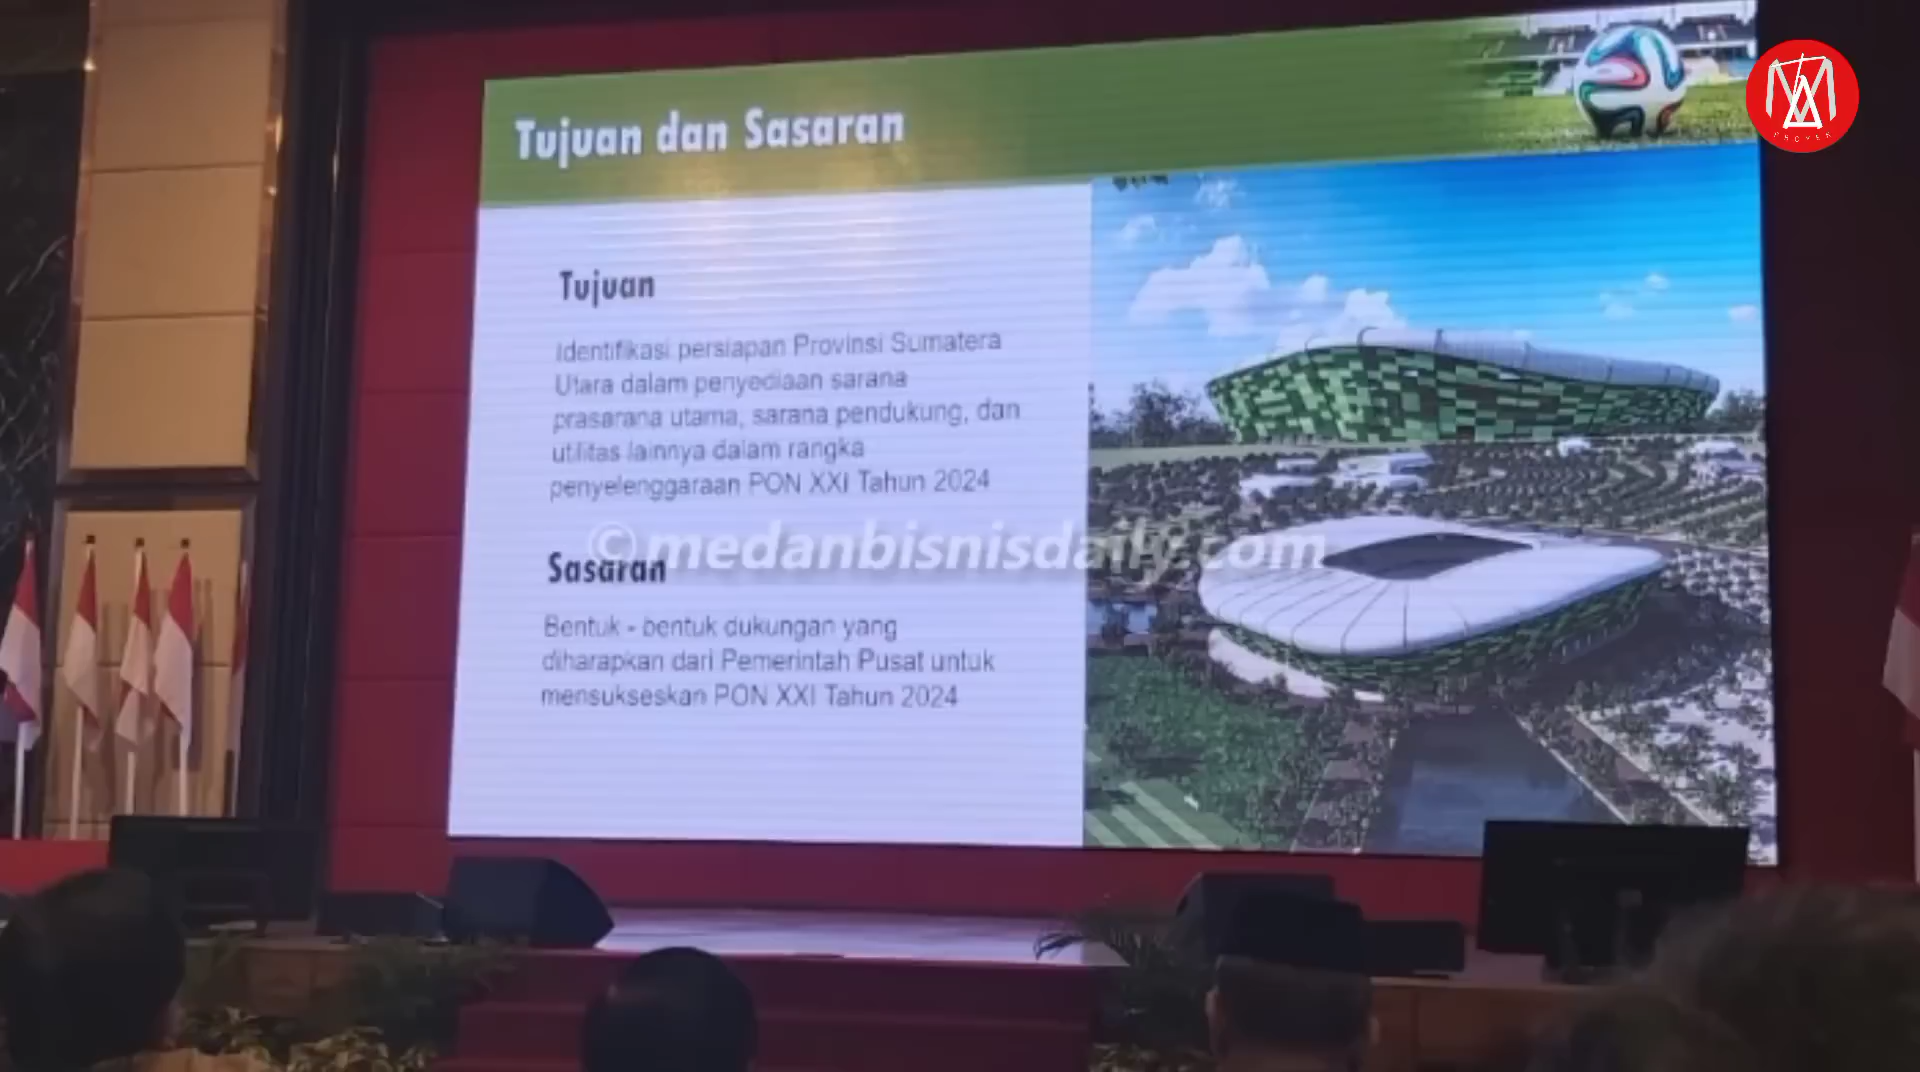 Tujuan dan Sasaran
Tujuan
Identifikasi persiapan Provinsi Sumatera
Utara dalam penyediaan sarana
prasarana utama, sarana pendukung, dan
utilitas lainnya dalam rangka
penyelenggaraan PON XXI Tahun 2024
© medanbisnisdaily.com
Sasaran
Bentuk - bentuk dukungan yang
diharapkan dari Pemerintah Pusat untuk
mensukseskan PON XXI Tahun 2024
PROYEK